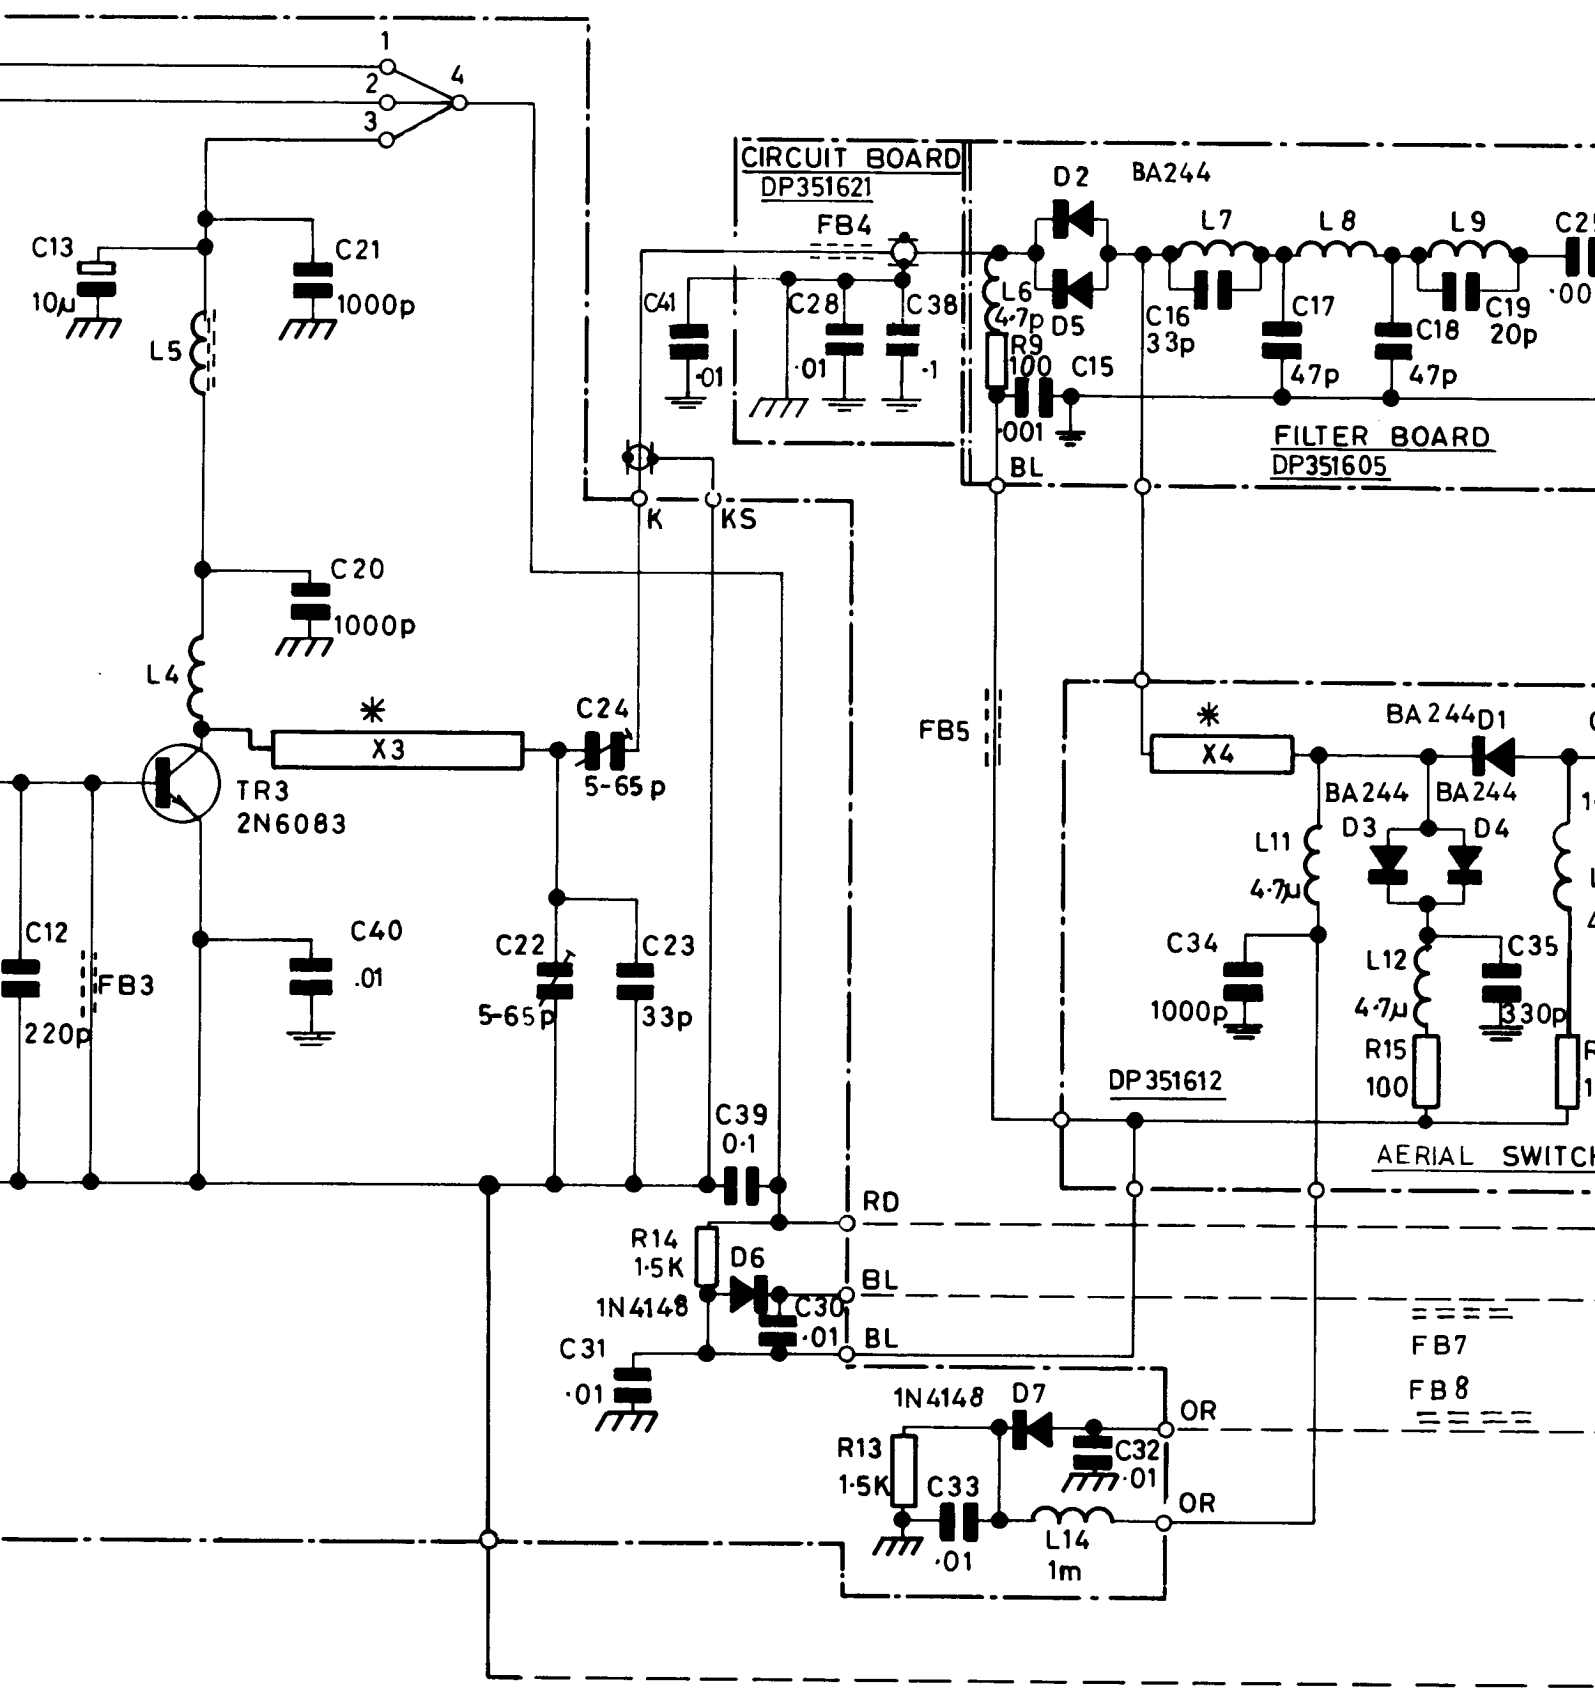 1
2
3
4
CIRCUIT BOARD
DP351621
FB4
D2
BA244
L7
L8
L9
C13
10µ
C21
1000p
L5
C41
.01
C28
.01
C38
.1
L6
4.7p
R9
100
D5
C15
.001
BL
C16
33p
C17
47p
C18
47p
C19
20p
.00
FILTER BOARD
DP351605
K
KS
C20
1000p
L4
*
X3
C24
5-65p
TR3
2N6083
FB5
*
X4
BA244
D1
BA244
BA244
D3
D4
L11
4.7µ
C12
220p
FB3
C40
.01
C22
5-65p
C23
33p
C34
1000p
L12
4.7µ
C35
330p
R15
100
DP351612
AERIAL SWITCH
C39
0.1
RD
R14
1.5K
D6
1N4148
BL
C30
.01
BL
C31
.01
FB7
FB8
1N4148
D7
OR
R13
1.5K
C32
.01
C33
.01
OR
L14
1m